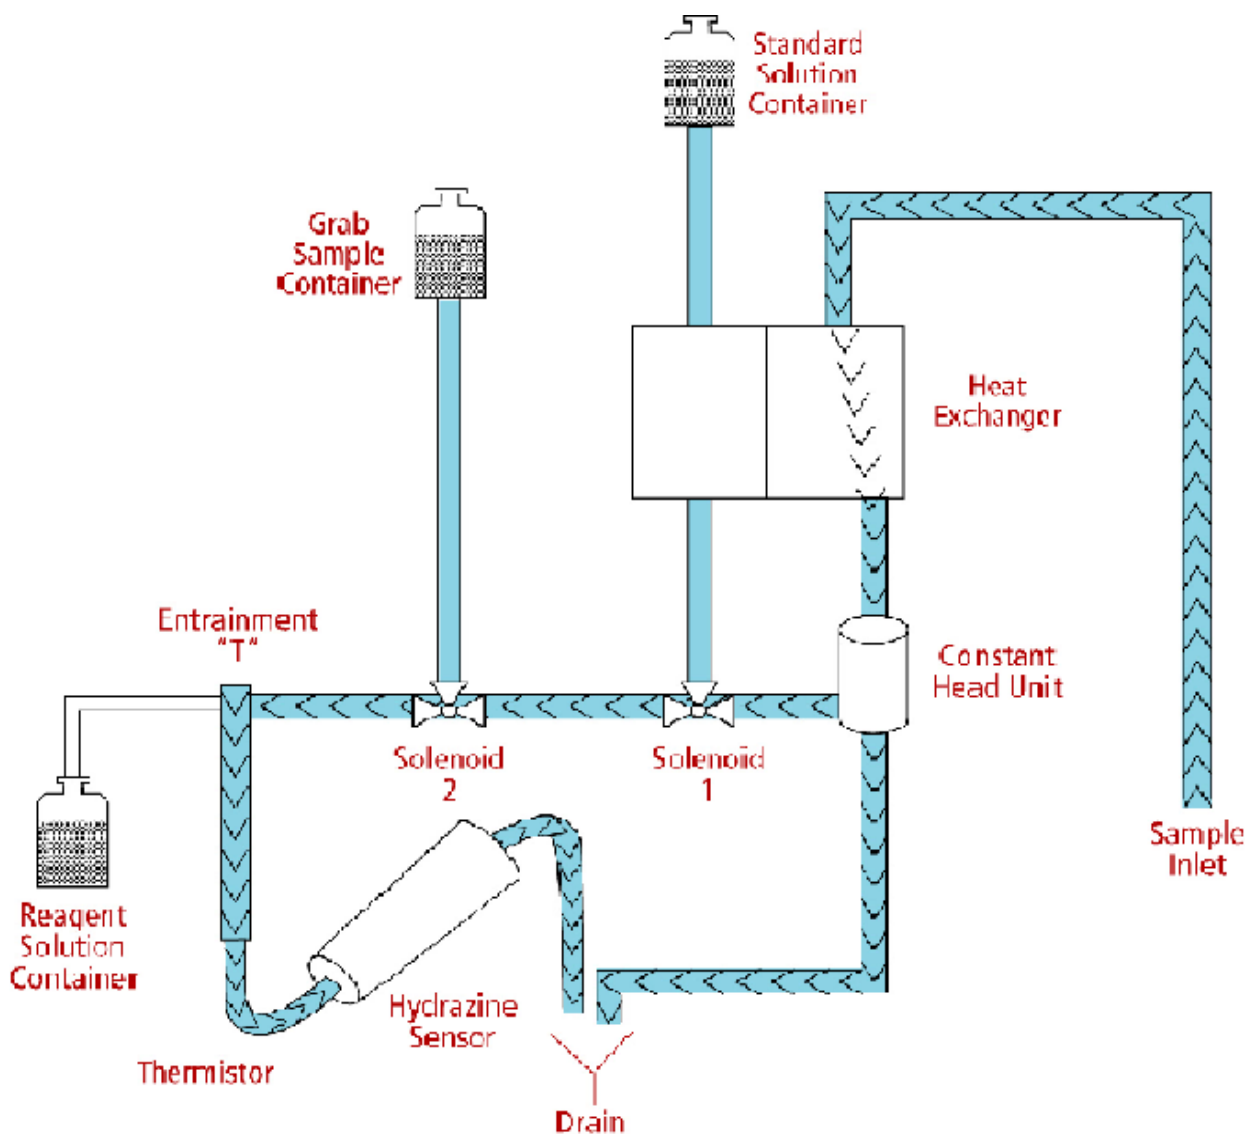 Standard
Solution
Container
Grab
Sample
Container
Heat
Exchanger
Entrainment
"T"
Constant
Head Unit
Solenoid
2
Solenoid
1
Sample
Inlet
Reagent
Solution
Container
Hydrazine
Sensor
Thermistor
Drain